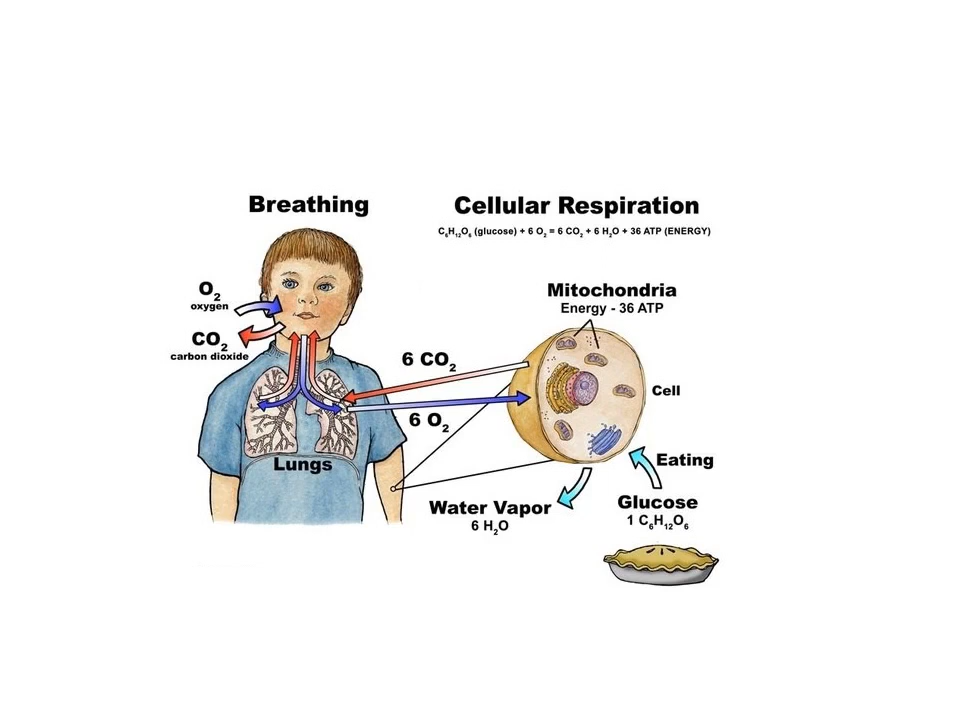 Breathing
Cellular Respiration
C₆H₁₂O₆ (glucose) + 6 O₂ = 6 CO₂ + 6 H₂O + 36 ATP (ENERGY)
O₂
oxygen
CO₂
carbon dioxide
Lungs
6 CO₂
6 O₂
Mitochondria
Energy - 36 ATP
Cell
Eating
Water Vapor
6 H₂O
Glucose
1 C₆H₁₂O₆